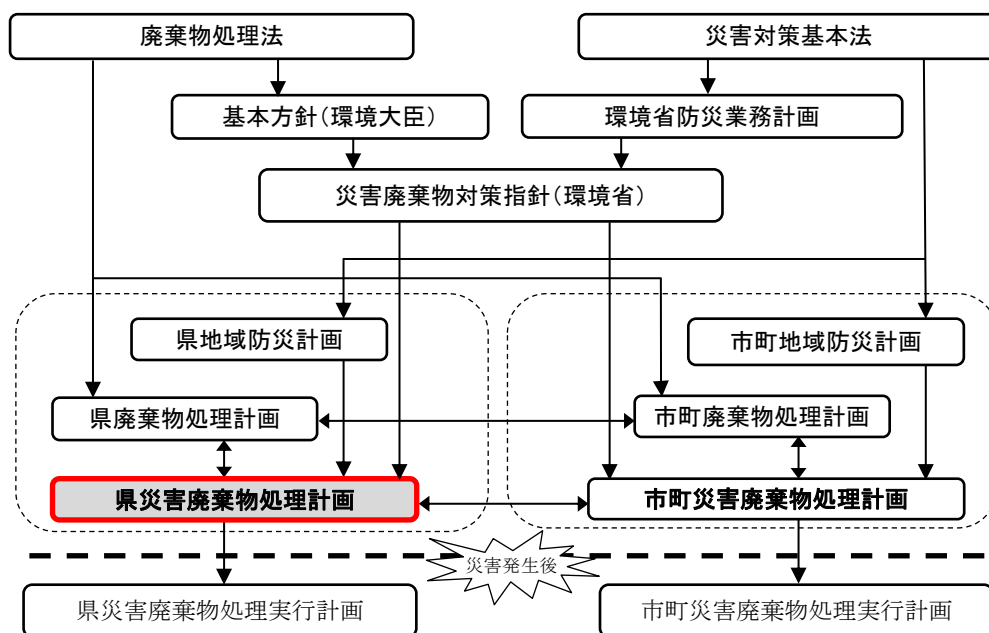 廃棄物処理法
災害対策基本法
基本方針（環境大臣）
環境省防災業務計画
災害廃棄物対策指針（環境省）
県地域防災計画
市町地域防災計画
県廃棄物処理計画
市町廃棄物処理計画
県災害廃棄物処理計画
市町災害廃棄物処理計画
災害発生後
県災害廃棄物処理実行計画
市町災害廃棄物処理実行計画